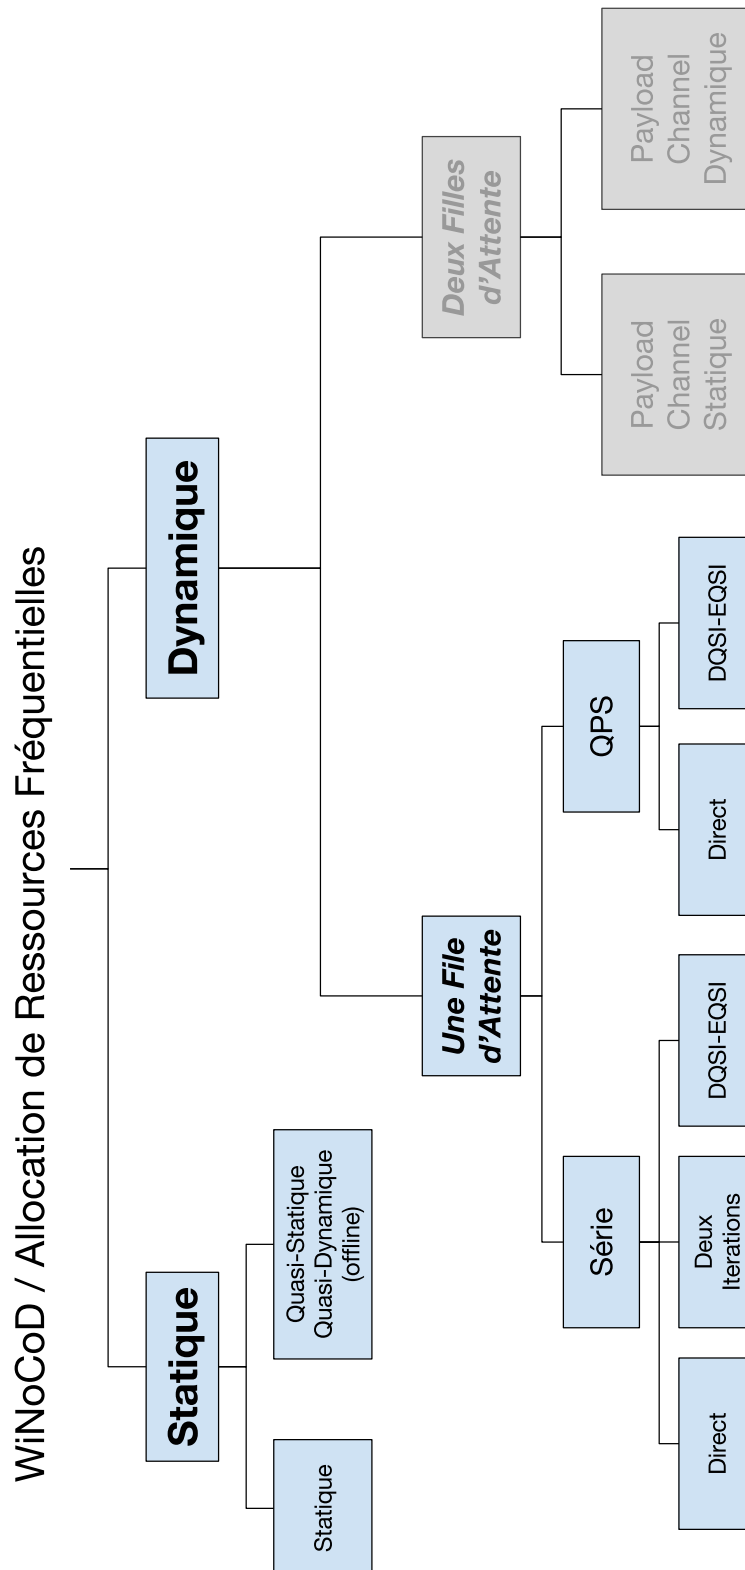 WiNoCoD / Allocation de Ressources Fréquentielles
Statique
Dynamique
Statique
Quasi-Statique
Quasi-Dynamique
(offline)
Une File
d'Attente
Deux Filles
d'Attente
Série
QPS
Payload
Channel
Statique
Payload
Channel
Dynamique
Direct
Deux
Iterations
DQSI-EQSI
Direct
DQSI-EQSI